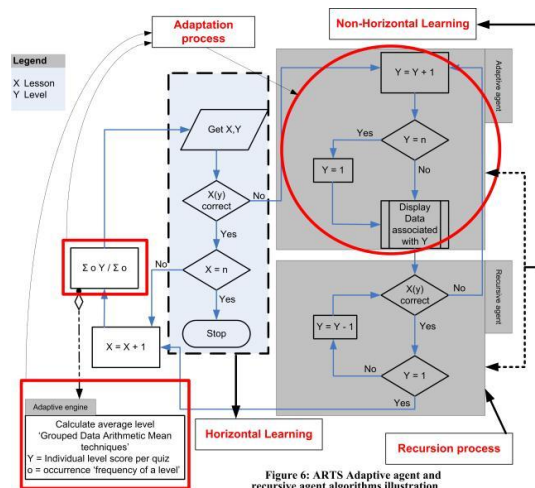 Adaptation
process
Non-Horizontal Learning
Legend
X Lesson
Y Level
Adaptive agent
Y = Y + 1
Get X,Y
Yes
Y = n
No
Y = 1
No
X(y)
correct
Display
Data
associated
with Y
Yes
Σ o Y / Σ o
No
X = n
X(y)
correct
No
Recursive agent
Yes
Y = Y - 1
Yes
Stop
X = X + 1
No
Y = 1
Yes
Adaptive engine
Calculate average level
‘Grouped Data Arithmetic Mean
techniques’
Y = Individual level score per quiz
o = occurrence ‘frequency of a level’
Horizontal Learning
Recursion process
Figure 6: ARTS Adaptive agent and
recursive agent algorithms illustration